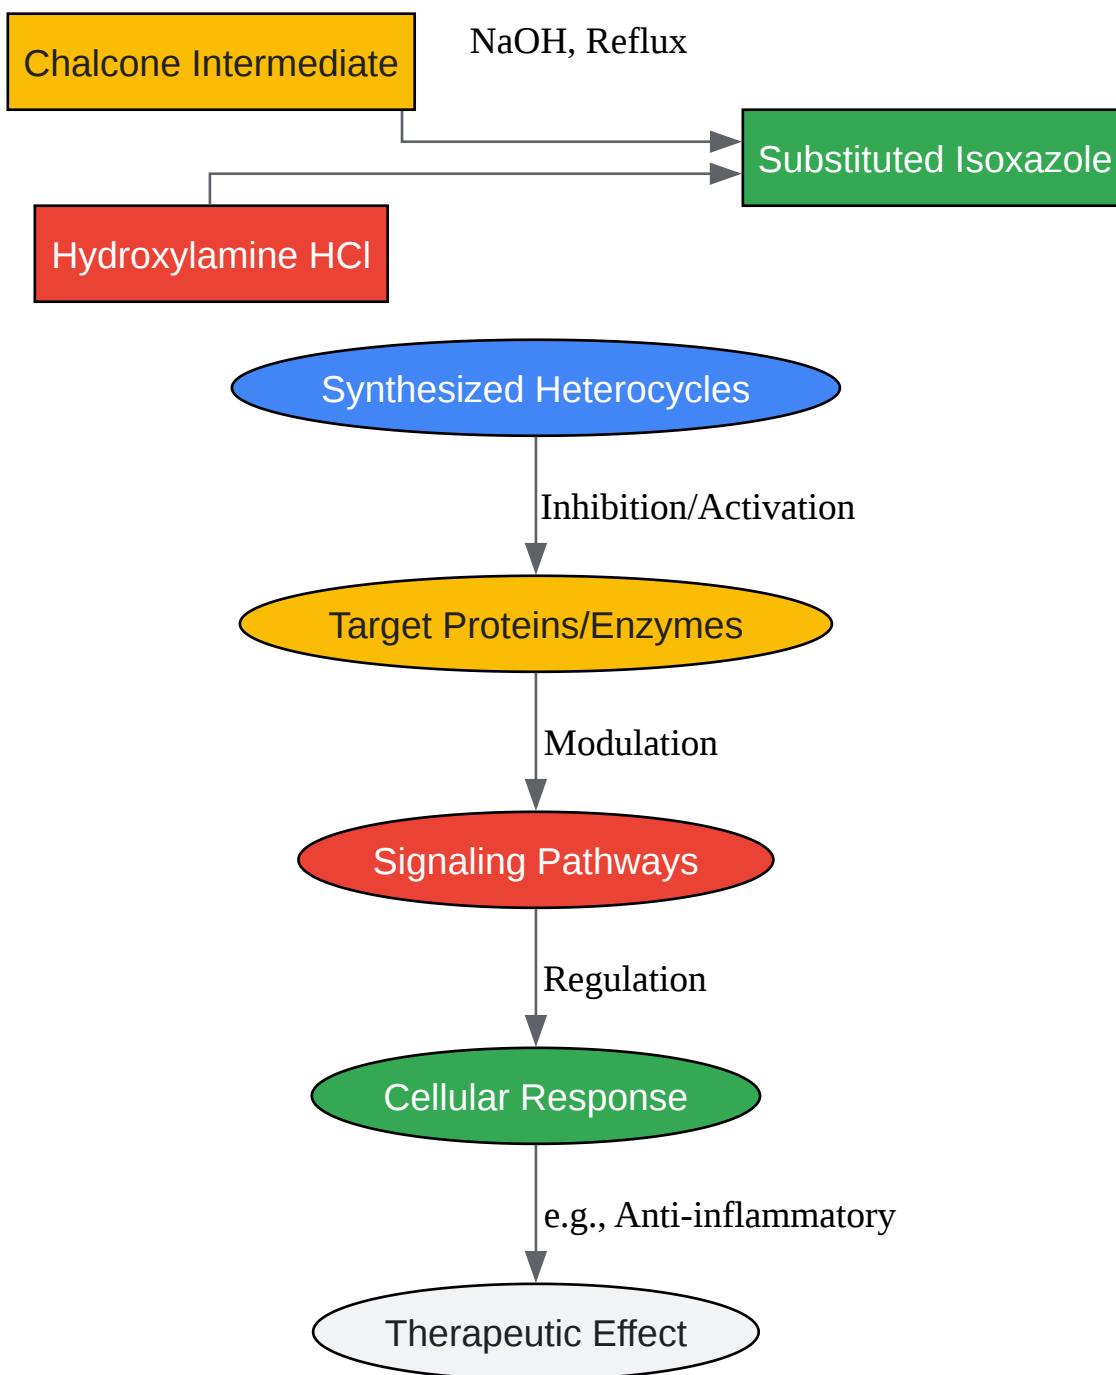 Chalcone Intermediate
NaOH, Reflux
Substituted Isoxazole
Hydroxylamine HCl
Synthesized Heterocycles
Inhibition/Activation
Target Proteins/Enzymes
Modulation
Signaling Pathways
Regulation
Cellular Response
e.g., Anti-inflammatory
Therapeutic Effect